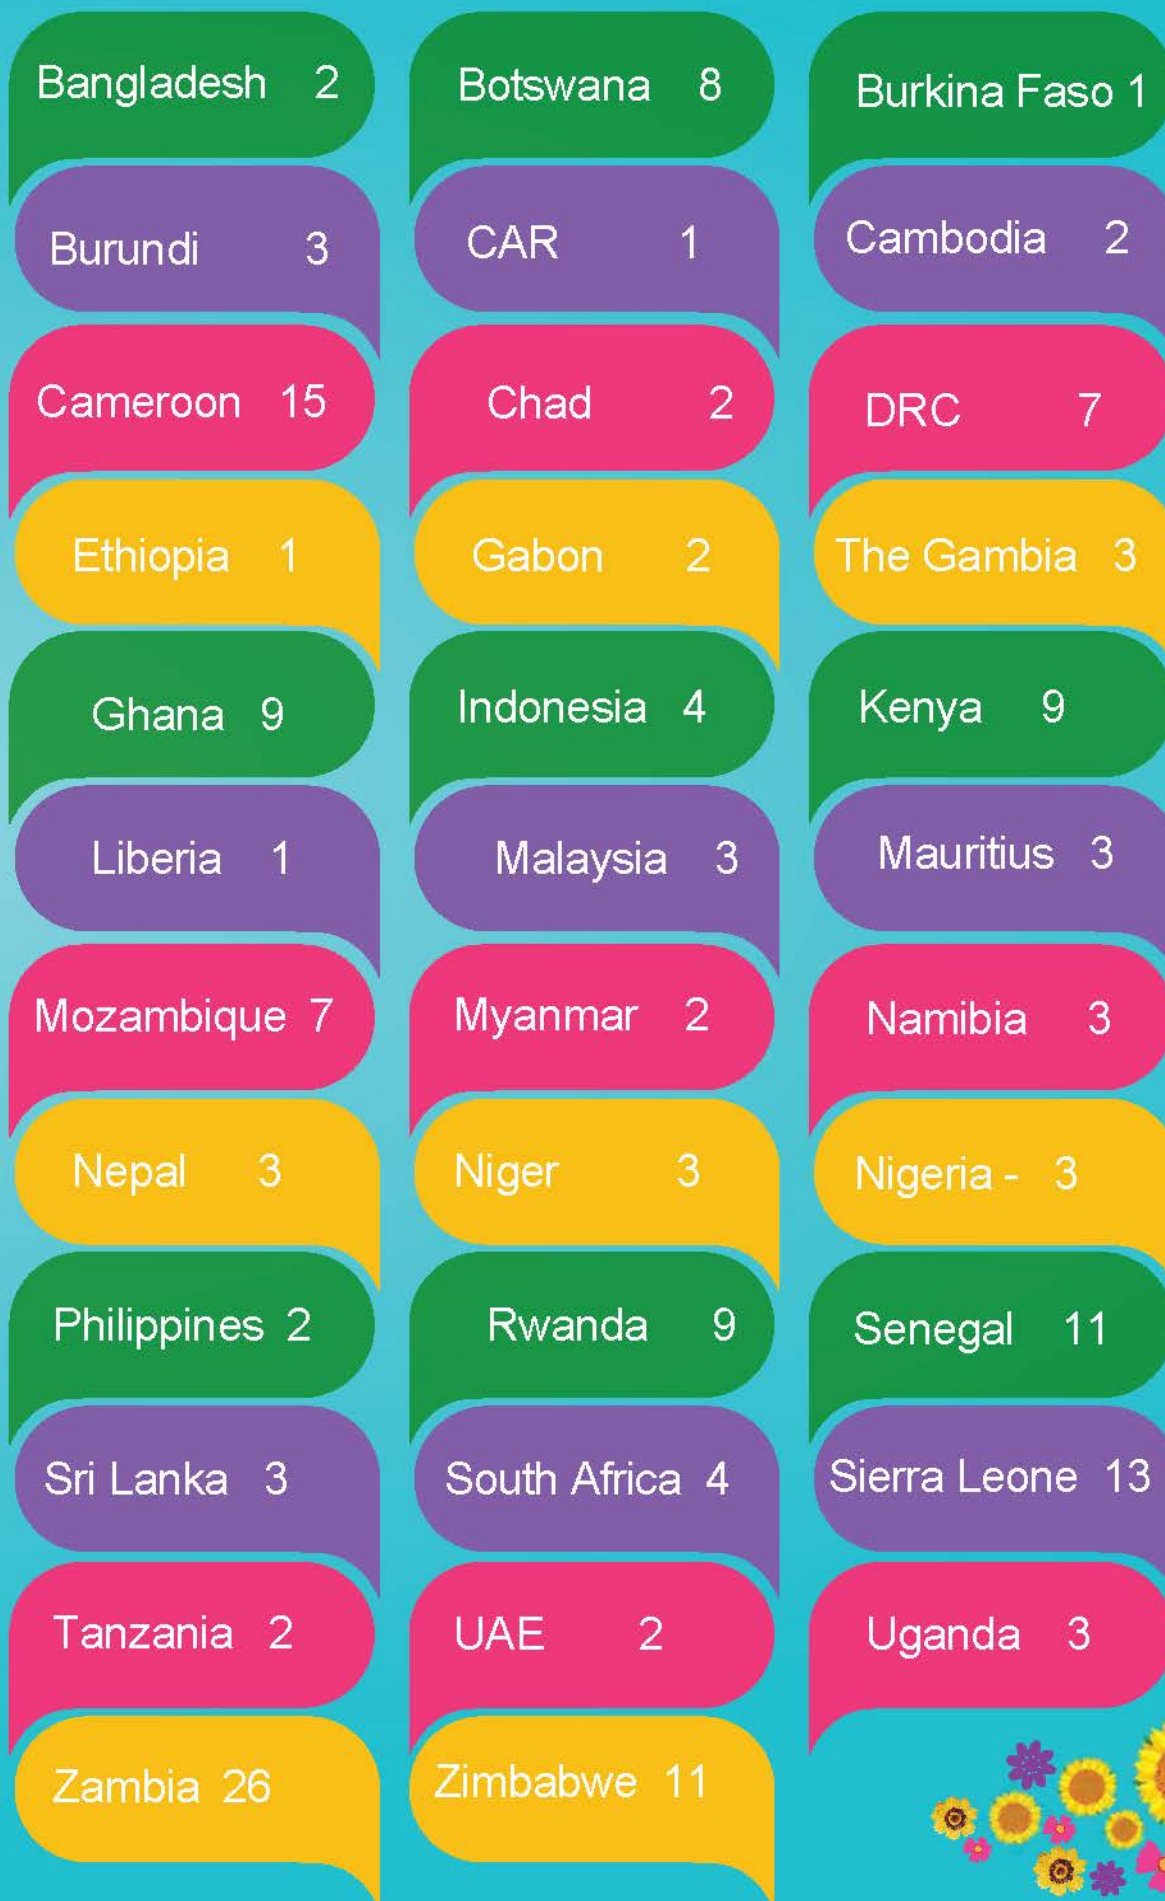 Bangladesh 2
Botswana 8
Burkina Faso 1
Burundi 3
CAR 1
Cambodia 2
Cameroon 15
Chad 2
DRC 7
Ethiopia 1
Gabon 2
The Gambia 3
Ghana 9
Indonesia 4
Kenya 9
Liberia 1
Malaysia 3
Mauritius 3
Mozambique 7
Myanmar 2
Namibia 3
Nepal 3
Niger 3
Nigeria - 3
Philippines 2
Rwanda 9
Senegal 11
Sri Lanka 3
South Africa 4
Sierra Leone 13
Tanzania 2
UAE 2
Uganda 3
Zambia 26
Zimbabwe 11